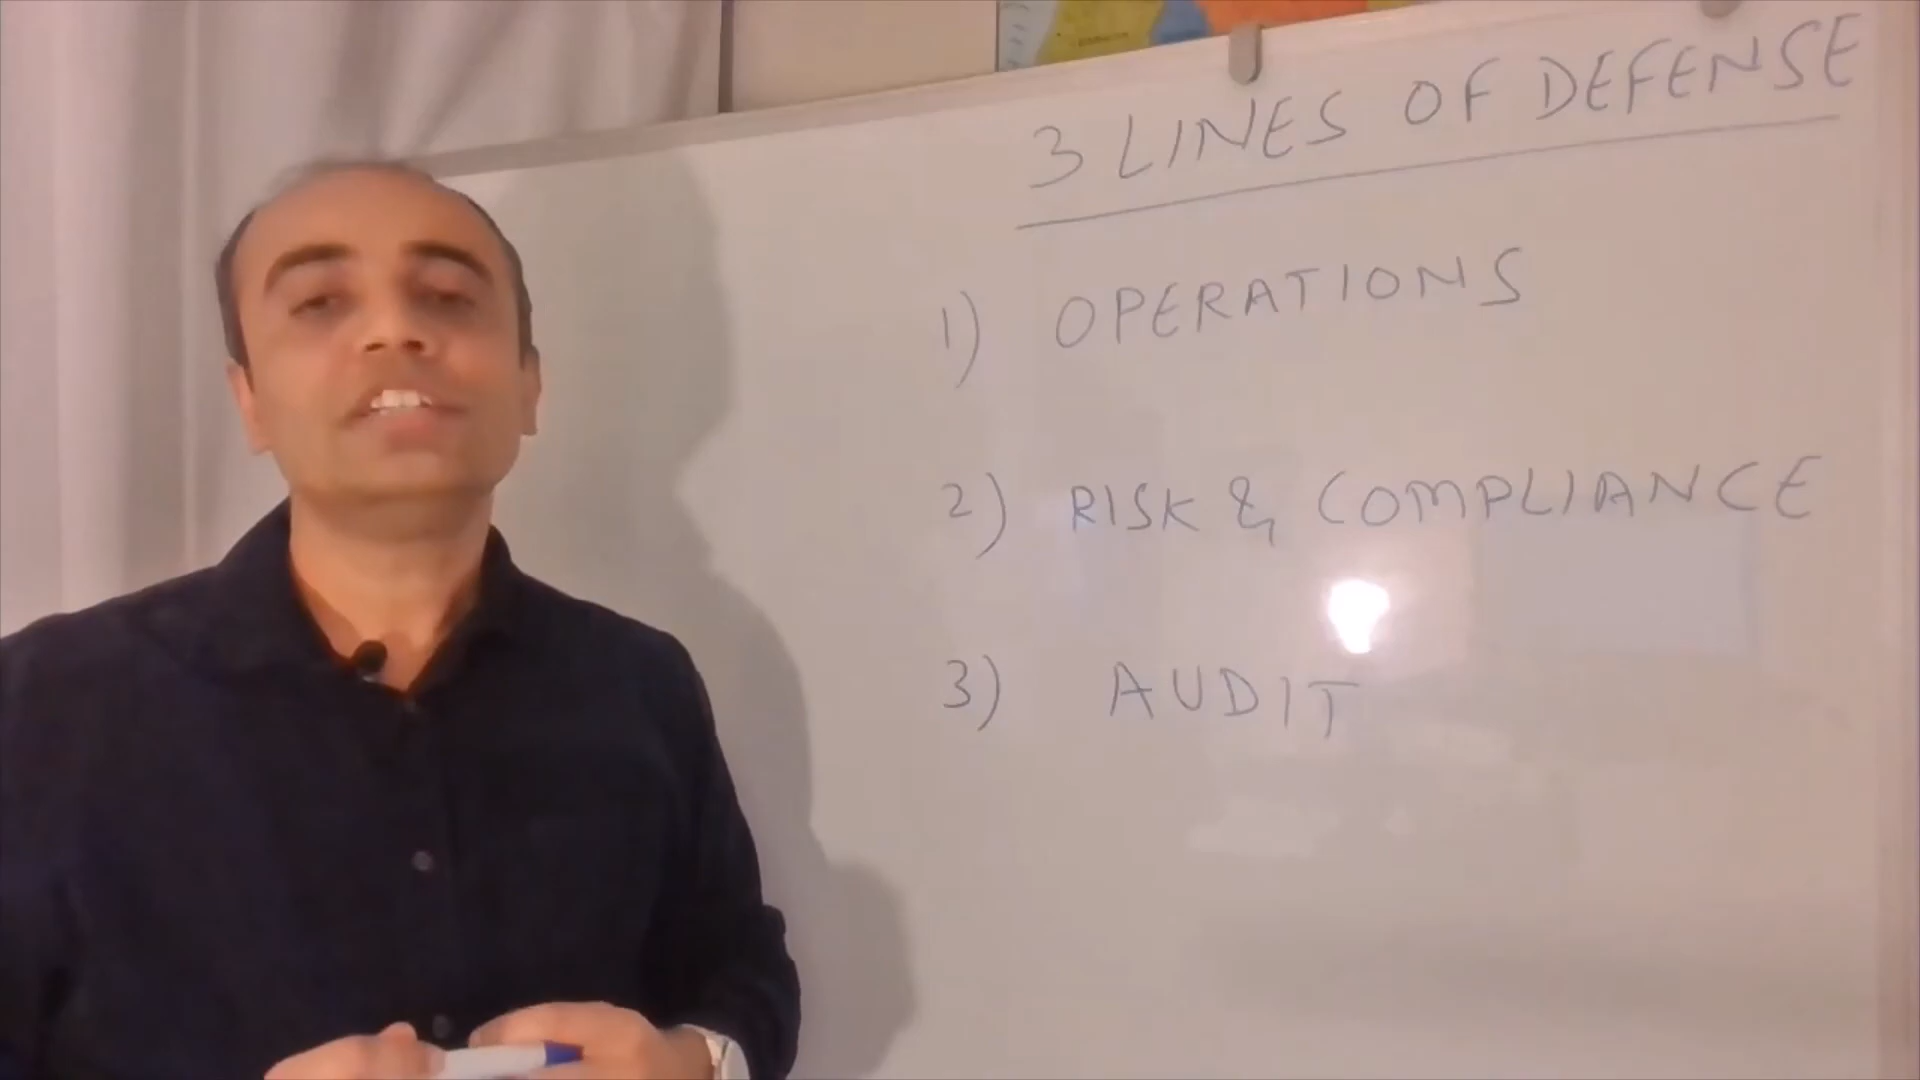 3 LINES OF DEFENSE
1) OPERATIONS
2) RISK & COMPLIANCE
3) AUDIT